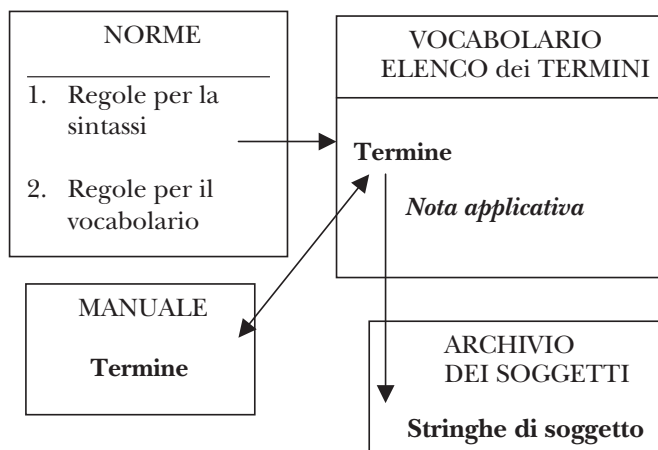 NORME
1. Regole per la
sintassi
2. Regole per il
vocabolario
VOCABOLARIO
ELENCO dei TERMINI
Termine
Nota applicativa
MANUALE
Termine
ARCHIVIO
DEI SOGGETTI
Stringhe di soggetto